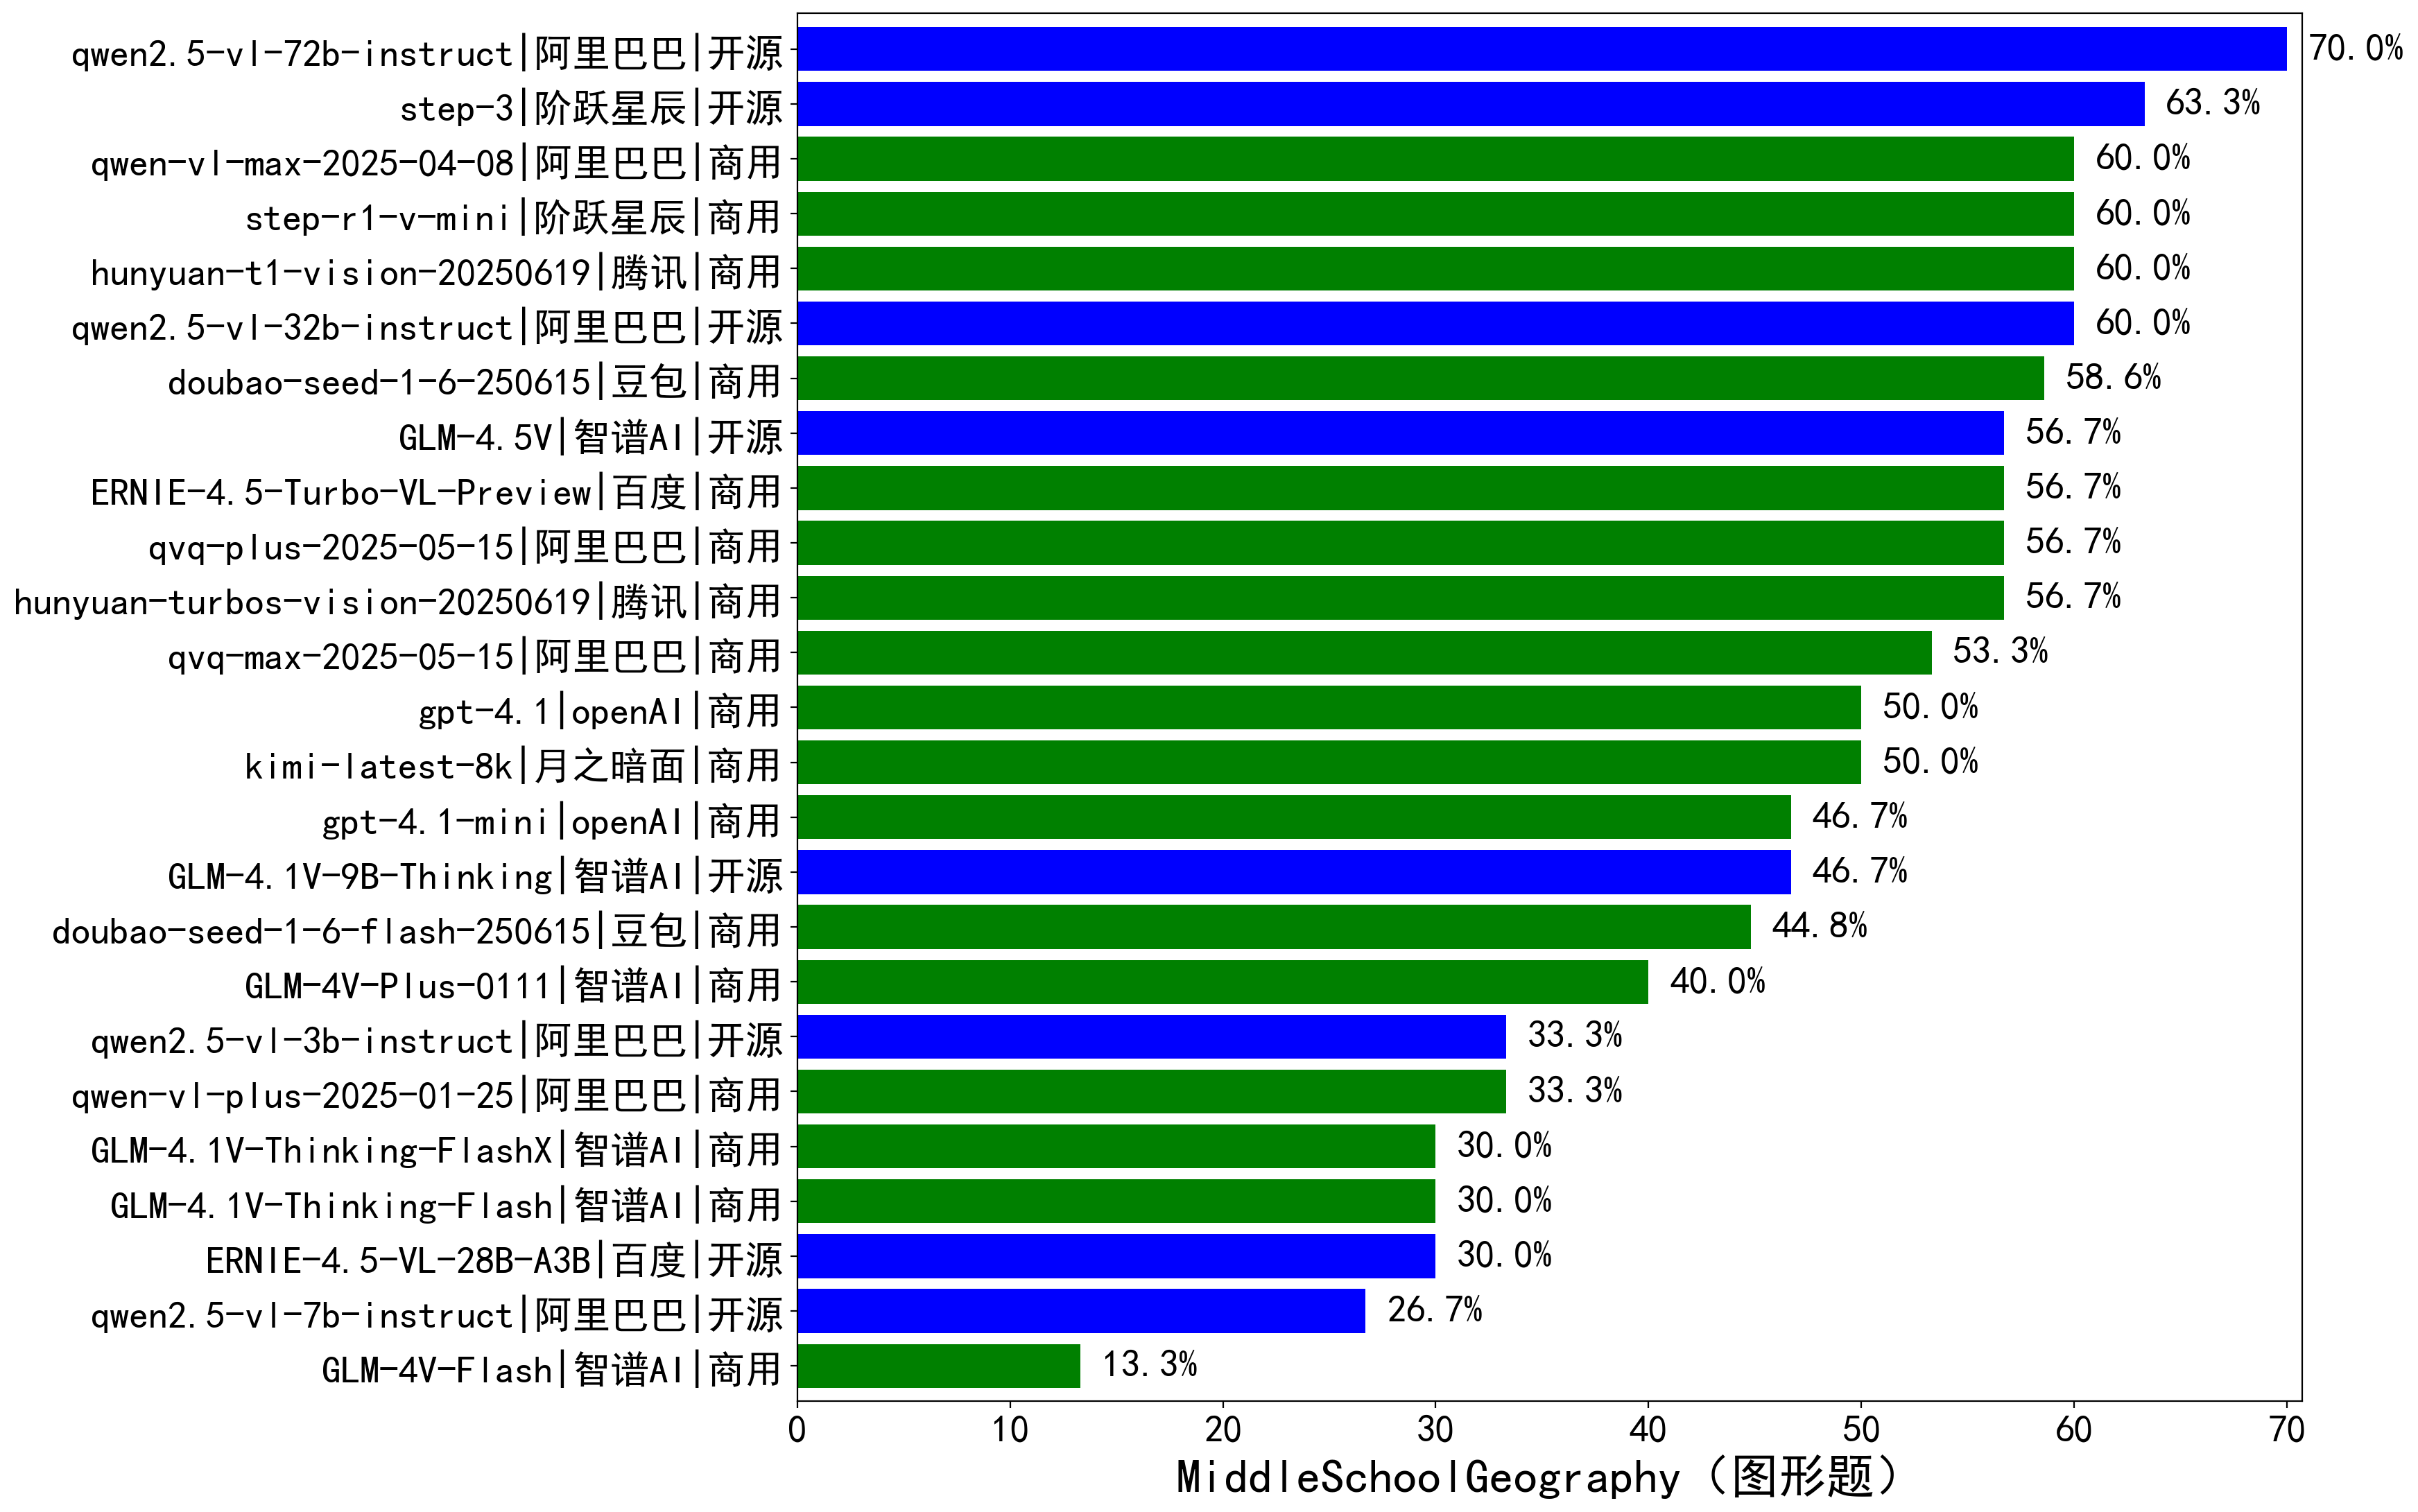 qwen2.5-vl-72b-instruct|阿里巴巴|开源 70.0%
step-3|阶跃星辰|开源 63.3%
qwen-vl-max-2025-04-08|阿里巴巴|商用 60.0%
step-r1-v-mini|阶跃星辰|商用 60.0%
hunyuan-t1-vision-20250619|腾讯|商用 60.0%
qwen2.5-vl-32b-instruct|阿里巴巴|开源 60.0%
doubao-seed-1-6-250615|豆包|商用 58.6%
GLM-4.5V|智谱AI|开源 56.7%
ERNIE-4.5-Turbo-VL-Preview|百度|商用 56.7%
qvq-plus-2025-05-15|阿里巴巴|商用 56.7%
hunyuan-turbos-vision-20250619|腾讯|商用 56.7%
qvq-max-2025-05-15|阿里巴巴|商用 53.3%
gpt-4.1|openAI|商用 50.0%
kimi-latest-8k|月之暗面|商用 50.0%
gpt-4.1-mini|openAI|商用 46.7%
GLM-4.1V-9B-Thinking|智谱AI|开源 46.7%
doubao-seed-1-6-flash-250615|豆包|商用 44.8%
GLM-4V-Plus-0111|智谱AI|商用 40.0%
qwen2.5-vl-3b-instruct|阿里巴巴|开源 33.3%
qwen-vl-plus-2025-01-25|阿里巴巴|商用 33.3%
GLM-4.1V-Thinking-FlashX|智谱AI|商用 30.0%
GLM-4.1V-Thinking-Flash|智谱AI|商用 30.0%
ERNIE-4.5-VL-28B-A3B|百度|开源 30.0%
qwen2.5-vl-7b-instruct|阿里巴巴|开源 26.7%
GLM-4V-Flash|智谱AI|商用 13.3%
0 10 20 30 40 50 60 70
MiddleSchoolGeography（图形题）